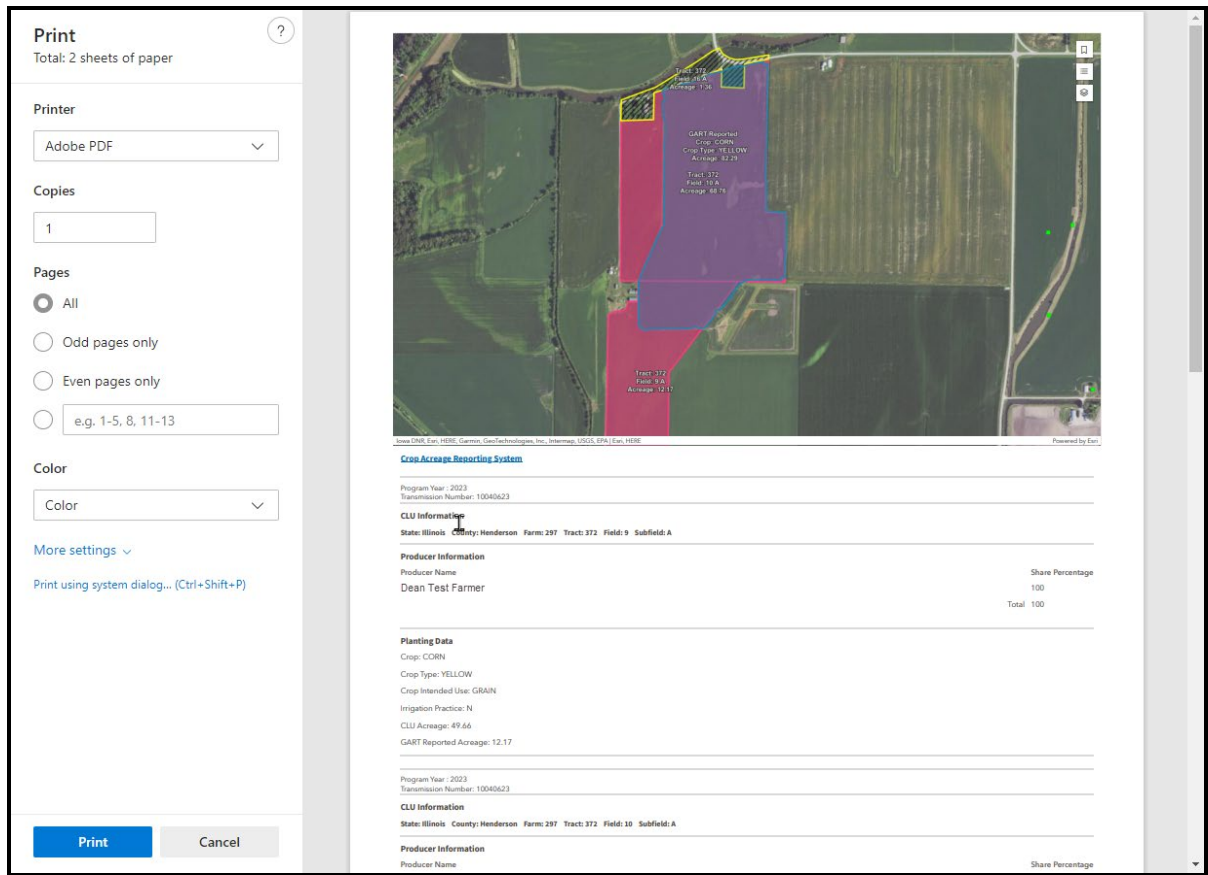 Print
?
Total: 2 sheets of paper
Printer
Adobe PDF
Copies
1
Pages
All
Odd pages only
Even pages only
e.g. 1-5, 8, 11-13
Color
Color
More settings
Print using system dialog... (Ctrl+Shift+P)
Print
Cancel
Tract: 372
Field: 16 A
Acreage: 1.36
GART Reported
Crop: CORN
Crop Type: YELLOW
Acreage: 82.29
Tract: 372
Field: 10 A
Tract: 372
Field: 9 A
Acreage: 12.17
Iowa DNR, Esri, HERE, Garmin, GeoTechnologies, Inc., Intermap, USGS, EPA | Esri, HERE
Powered by Esri
Crop Acreage Reporting System
Program Year : 2023
Transmission Number: 10040623
CLU Information
State: Illinois County: Henderson Farm: 297 Tract: 372 Field: 9 Subfield: A
Producer Information
Producer Name Share Percentage
Dean Test Farmer 100
Total 100
Planting Data
Crop: CORN
Crop Type: YELLOW
Crop Intended Use: GRAIN
Irrigation Practice: N
CLU Acreage: 49.66
GART Reported Acreage: 12.17
Program Year : 2023
Transmission Number: 10040623
CLU Information
State: Illinois County: Henderson Farm: 297 Tract: 372 Field: 10 Subfield: A
Producer Information
Producer Name Share Percentage